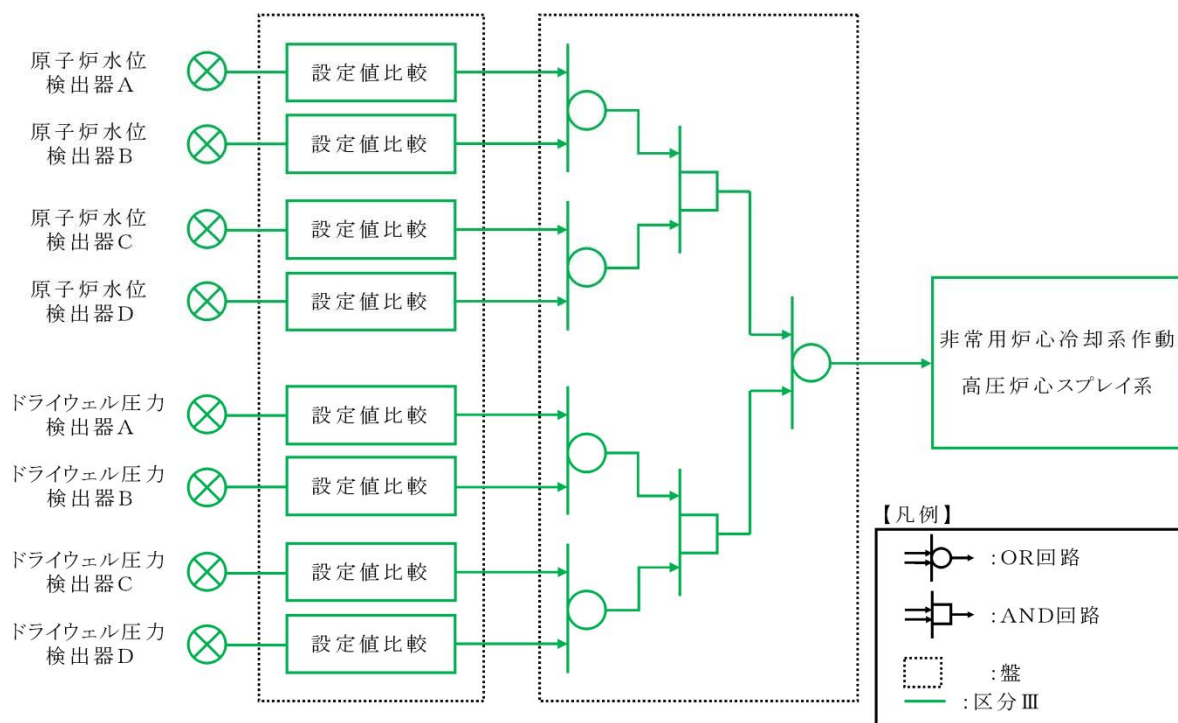 原子炉水位
検出器A
設定値比較
原子炉水位
検出器B
設定値比較
原子炉水位
検出器C
設定値比較
原子炉水位
検出器D
設定値比較
ドライウェル圧力
検出器A
設定値比較
ドライウェル圧力
検出器B
設定値比較
ドライウェル圧力
検出器C
設定値比較
ドライウェル圧力
検出器D
設定値比較
非常用炉心冷却系作動
高圧炉心スプレイ系
【凡例】
:OR回路
:AND回路
:盤
:区分Ⅲ